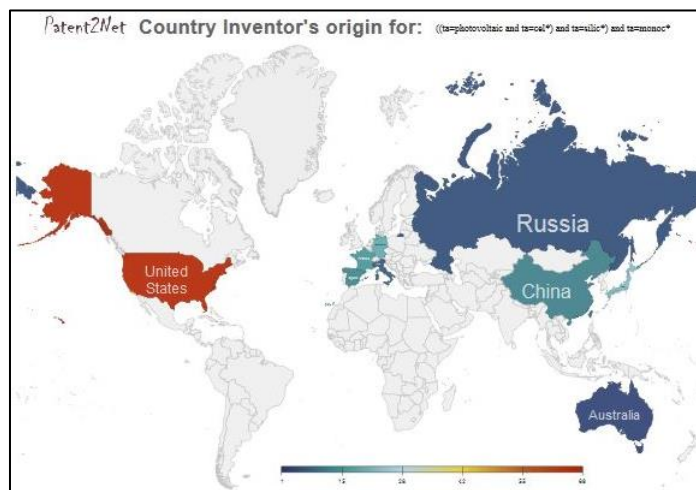 Patent2Net Country Inventor's origin for: ((ta=photovoltaic and ta=cel*) and ta=silic*) and ta=monoc*
Russia
United
States
China
Australia